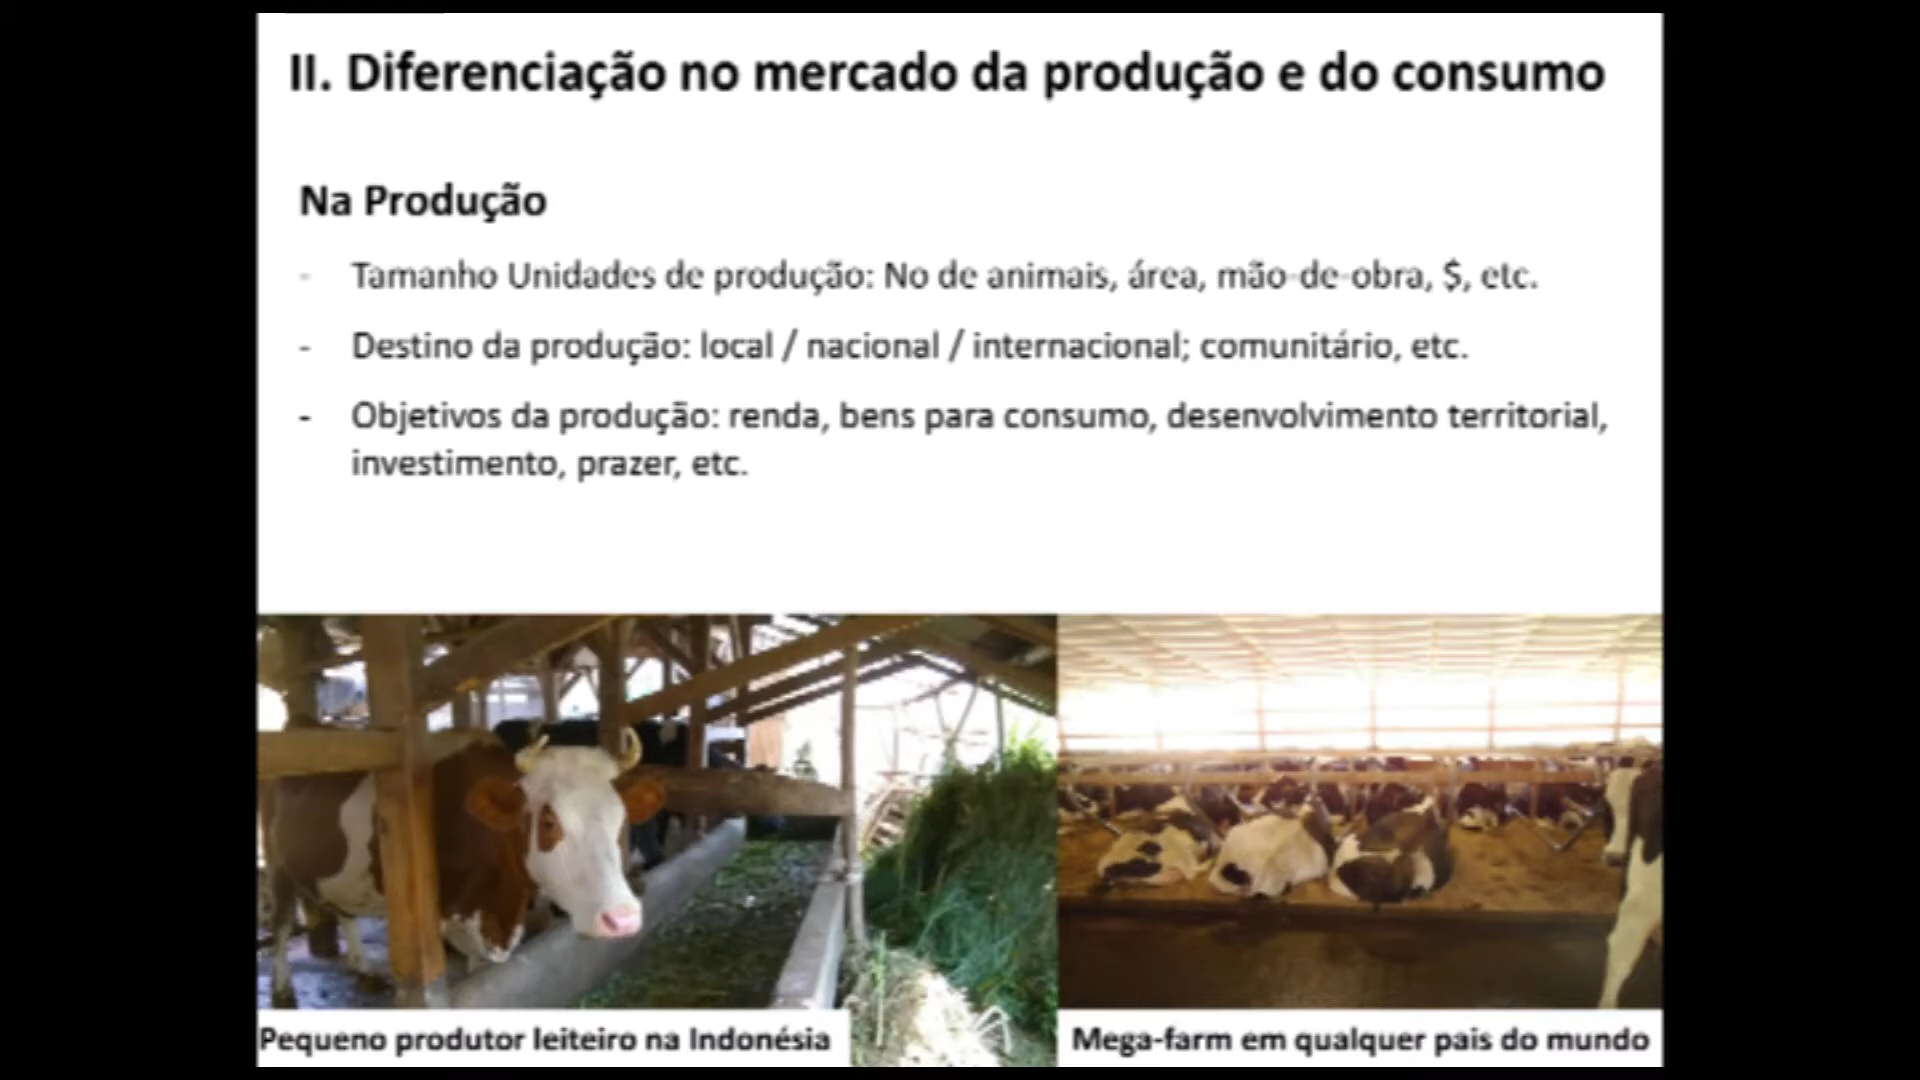 II. Diferenciação no mercado da produção e do consumo
Na Produção
- Tamanho Unidades de produção: No de animais, área, mão-de-obra, $, etc.
- Destino da produção: local / nacional / internacional; comunitário, etc.
- Objetivos da produção: renda, bens para consumo, desenvolvimento territorial,
investimento, prazer, etc.
Pequeno produtor leiteiro na Indonésia
Mega-farm em qualquer pais do mundo